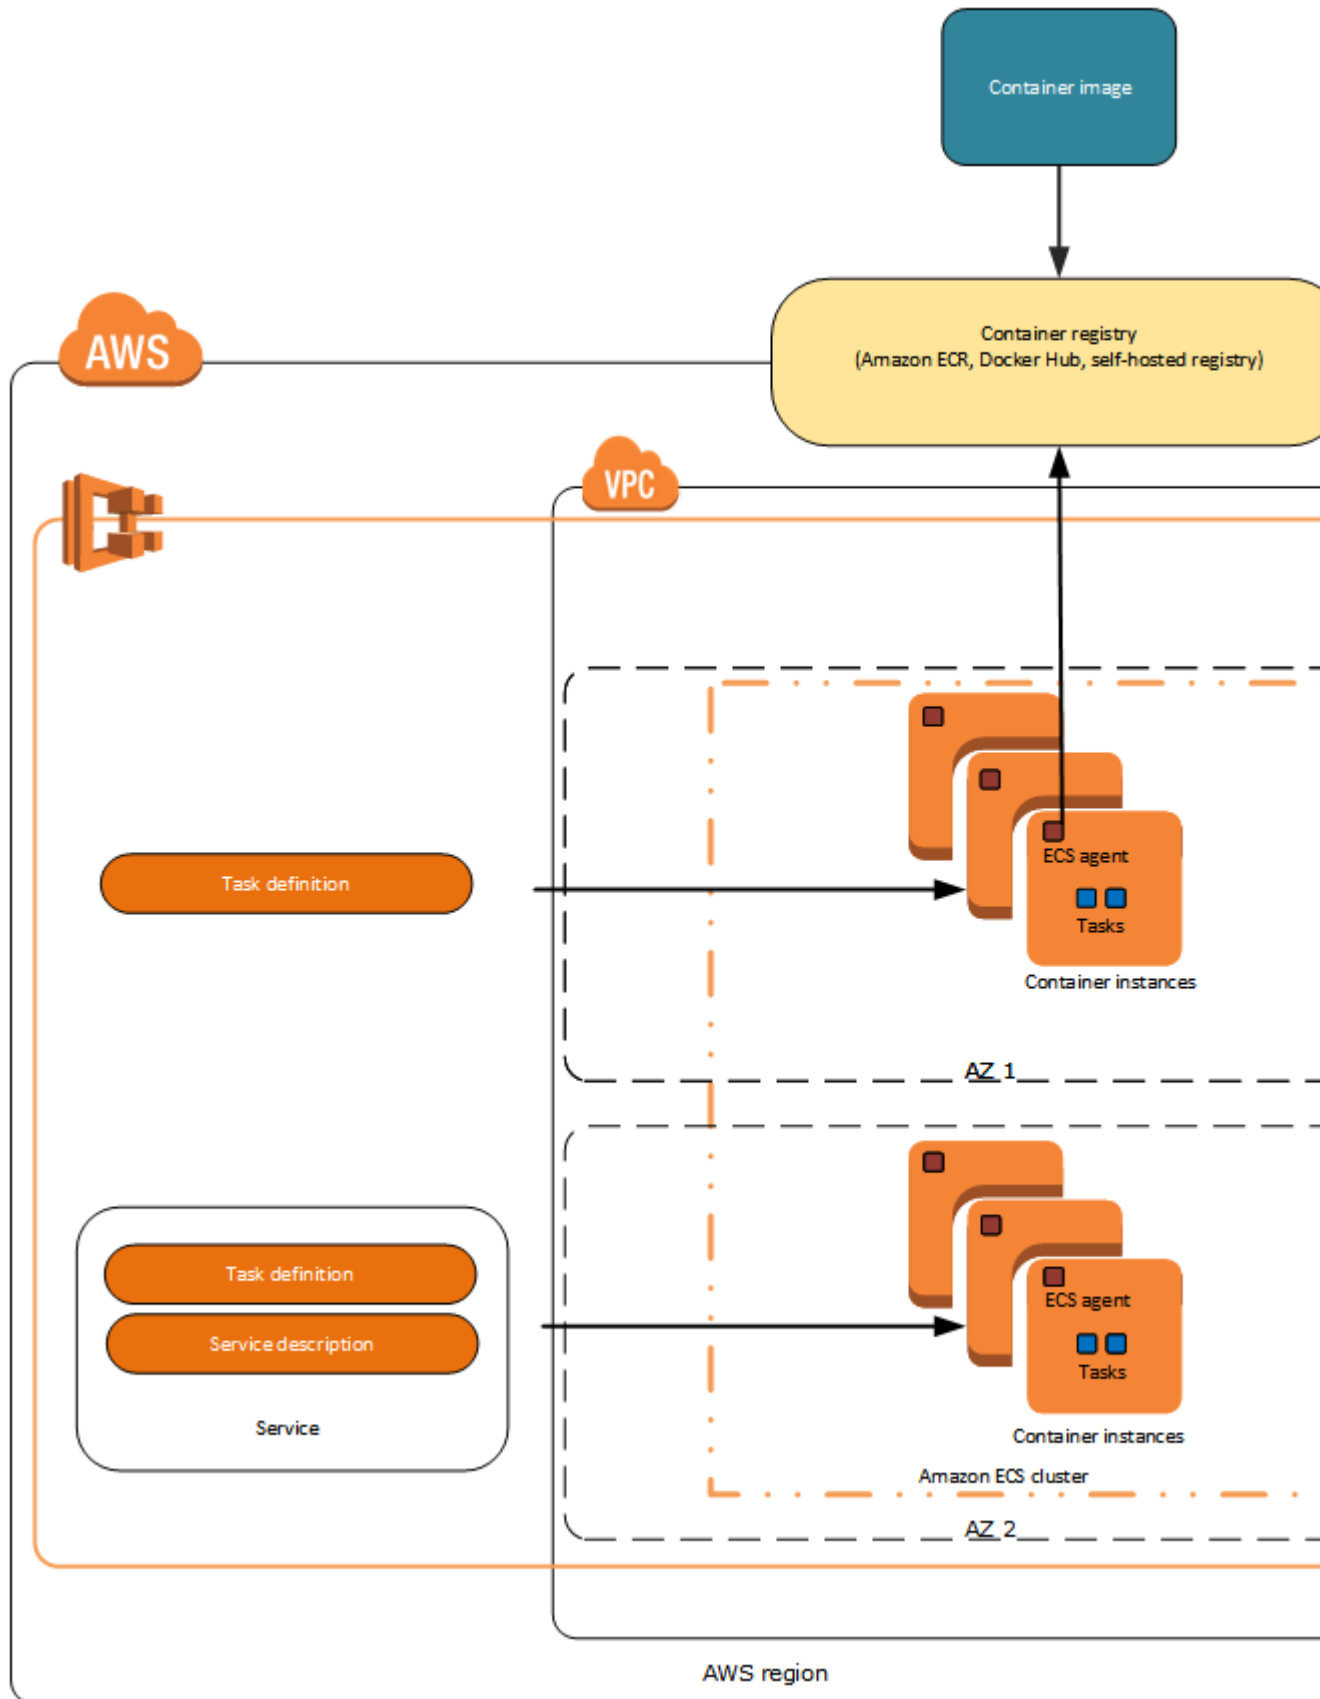 Container image
Container registry
(Amazon ECR, Docker Hub, self-hosted registry)
AWS
VPC
ECS agent
Task definition
Tasks
Container instances
AZ 1
Task definition
ECS agent
Service description
Tasks
Service
Container instances
Amazon ECS cluster
AZ 2
AWS region